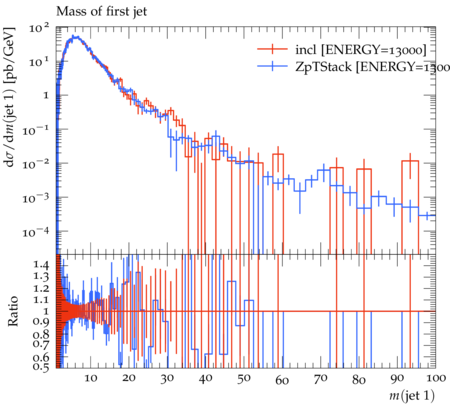 Mass of first jet
dσ/dm(jet 1) [pb/GeV]
10²
10¹
1
10⁻¹
10⁻²
10⁻³
10⁻⁴
incl [ENERGY=13000]
ZpTStack [ENERGY=1300
Ratio
1.4
1.3
1.2
1.1
1
0.9
0.8
0.7
0.6
0.5
10 20 30 40 50 60 70 80 90 100
m(jet 1)